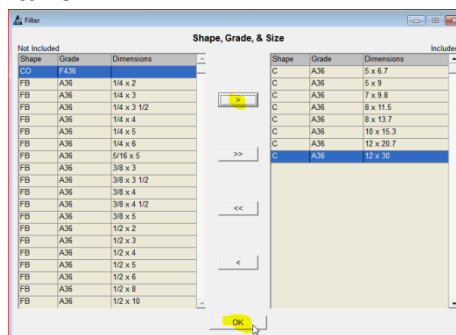 Filter
Shape, Grade, & Size
Not Included
Included
Shape Grade Dimensions
CO F436
FB A36 1/4 x 2
FB A36 1/4 x 3
FB A36 1/4 x 3 1/2
FB A36 1/4 x 4
FB A36 1/4 x 5
FB A36 1/4 x 6
FB A36 5/16 x 5
FB A36 3/8 x 3
FB A36 3/8 x 3 1/2
FB A36 3/8 x 4
FB A36 3/8 x 4 1/2
FB A36 3/8 x 5
FB A36 1/2 x 2
FB A36 1/2 x 3
FB A36 1/2 x 4
FB A36 1/2 x 5
FB A36 1/2 x 6
FB A36 1/2 x 8
FB A36 1/2 x 10
>
>>
<<
<
Shape Grade Dimensions
C A36 5 x 6.7
C A36 5 x 9
C A36 7 x 9.8
C A36 8 x 11.5
C A36 8 x 13.7
C A36 10 x 15.3
C A36 12 x 20.7
C A36 12 x 30
OK